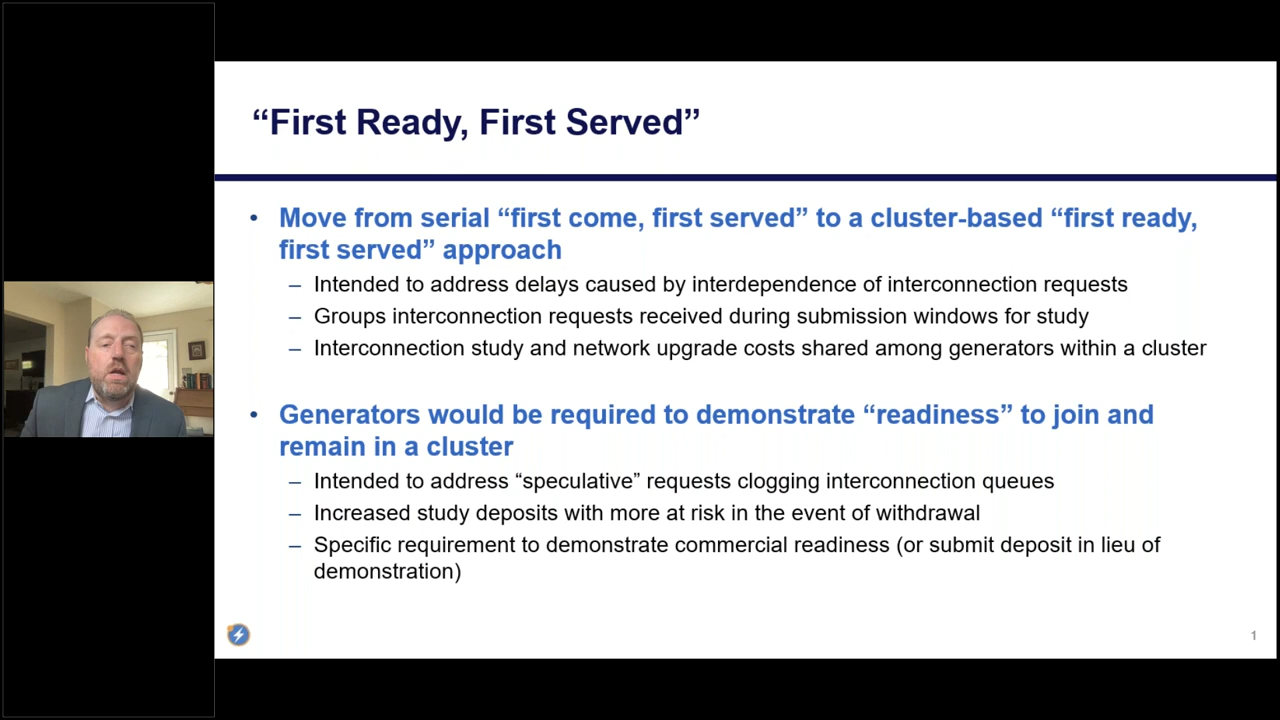 “First Ready, First Served”
• Move from serial “first come, first served” to a cluster-based “first ready,
first served” approach
– Intended to address delays caused by interdependence of interconnection requests
– Groups interconnection requests received during submission windows for study
– Interconnection study and network upgrade costs shared among generators within a cluster
• Generators would be required to demonstrate “readiness” to join and
remain in a cluster
– Intended to address “speculative” requests clogging interconnection queues
– Increased study deposits with more at risk in the event of withdrawal
– Specific requirement to demonstrate commercial readiness (or submit deposit in lieu of
demonstration)
1